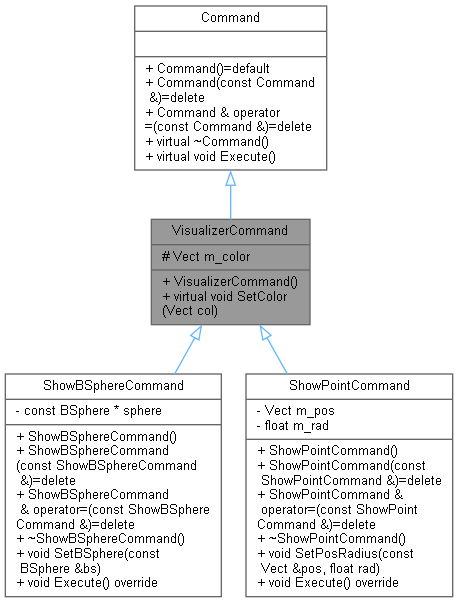 Command
+ Command()=default
+ Command(const Command
&)=delete
+ Command & operator
=(const Command &)=delete
+ virtual ~Command()
+ virtual void Execute()
VisualizerCommand
# Vect m_color
+ VisualizerCommand()
+ virtual void SetColor
(Vect col)
ShowBSphereCommand
- const BSphere * sphere
+ ShowBSphereCommand()
+ ShowBSphereCommand
(const ShowBSphereCommand
&)=delete
+ ShowBSphereCommand
& operator=(const ShowBSphere
Command &)=delete
+ ~ShowBSphereCommand()
+ void SetBSphere(const
BSphere &bs)
+ void Execute() override
ShowPointCommand
- Vect m_pos
- float m_rad
+ ShowPointCommand()
+ ShowPointCommand(const
ShowPointCommand &)=delete
+ ShowPointCommand &
operator=(const ShowPoint
Command &)=delete
+ ~ShowPointCommand()
+ void SetPosRadius(const
Vect &pos, float rad)
+ void Execute() override